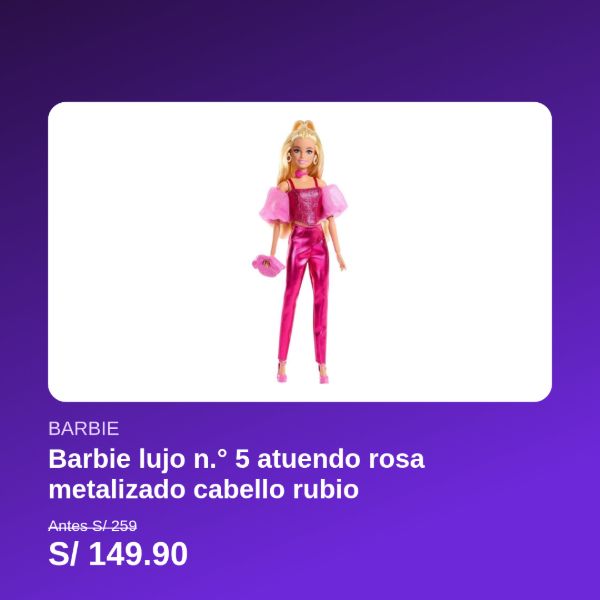 BARBIE
Barbie lujo n.° 5 atuendo rosa
metalizado cabello rubio
Antes S/ 259
S/ 149.90